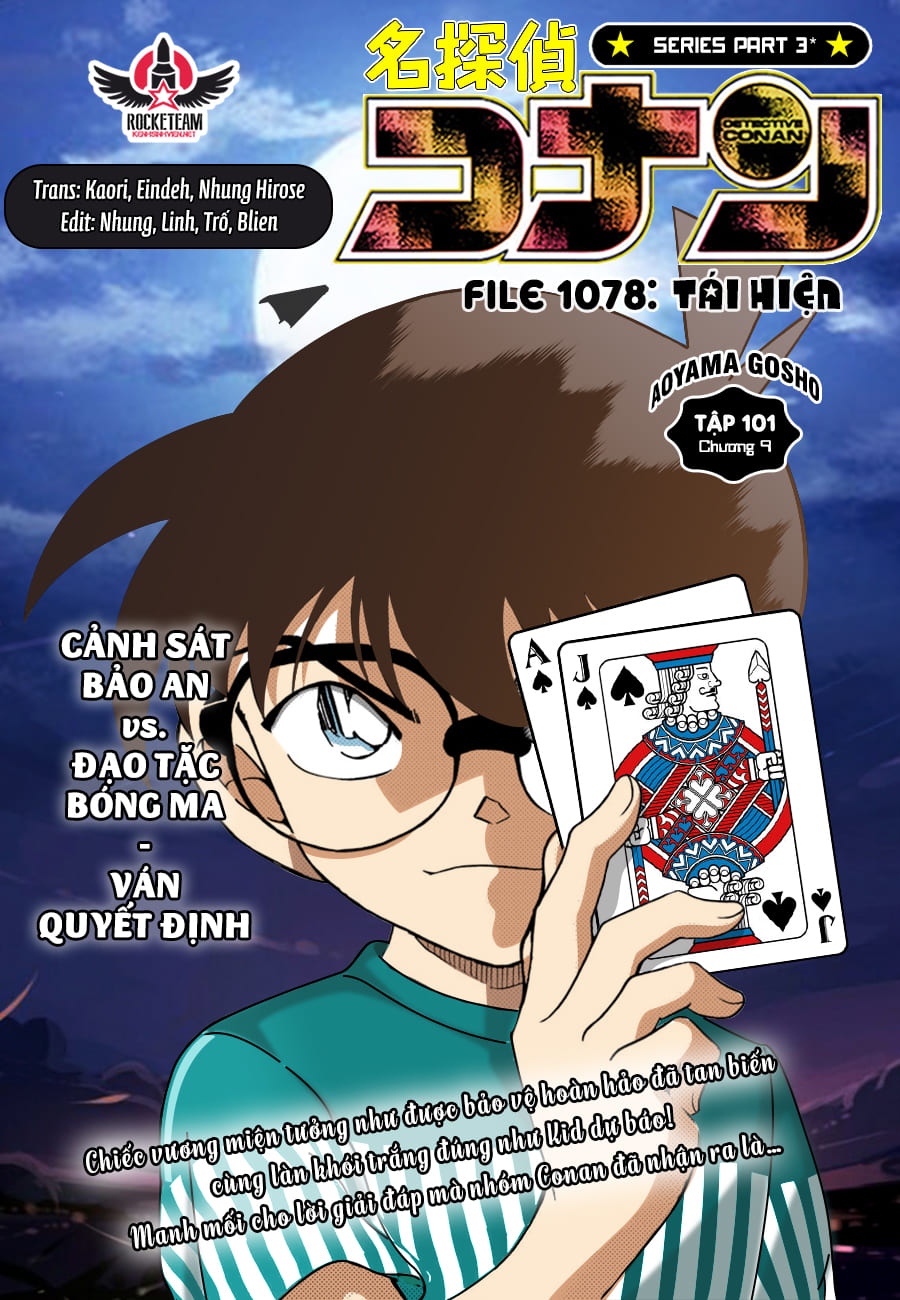 名探偵
★ SERIES PART 3* ★
コナン
DETECTIVE
CONAN
ROCKETEAM
KENHSINHVIEN.NET
Trans: Kaori, Eindeh, Nhung Hirose
Edit: Nhung, Linh, Trố, Blien
FILE 1078: TÁI HIỆN
AOYAMA GOSHO
TẬP 101
Chương 9
A
J
J
CẢNH SÁT
BẢO AN
vs.
ĐẠO TẶC
BÓNG MA
-
VÁN
QUYẾT ĐỊNH
Chiếc vương miện tưởng như được bảo vệ hoàn hảo đã tan biến
cùng làn khói trắng đúng như Kid dự báo!
Manh mối cho lời giải đáp mà nhóm Conan đã nhận ra là...